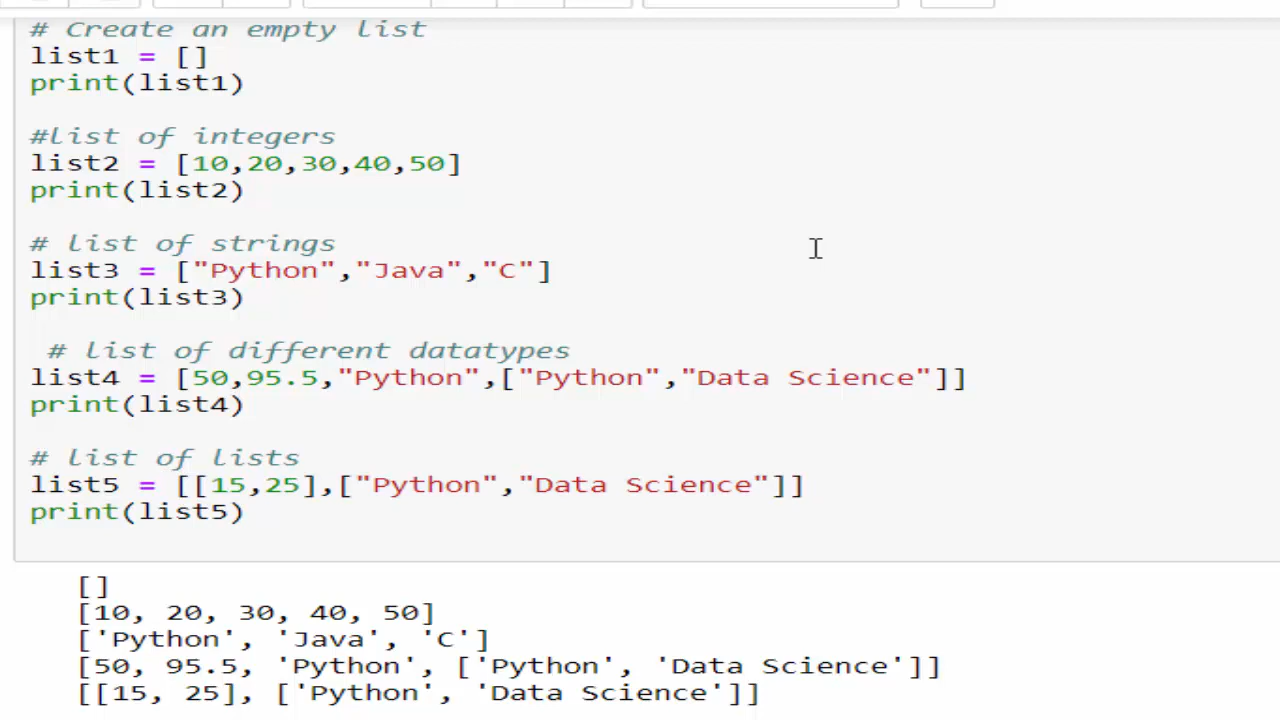 # Create an empty list
list1 = []
print(list1)
#list of integers
list2 = [10,20,30,40,50]
print(list2)
# list of strings
list3 = ["Python","Java","C"]
print(list3)
# list of different datatypes
list4 = [50,95.5,"Python",["Python","Data Science"]]
print(list4)
# list of lists
list5 = [[15,25],["Python","Data Science"]]
print(list5)
[]
[10, 20, 30, 40, 50]
['Python', 'Java', 'C']
[50, 95.5, 'Python', ['Python', 'Data Science']]
[[15, 25], ['Python', 'Data Science']]